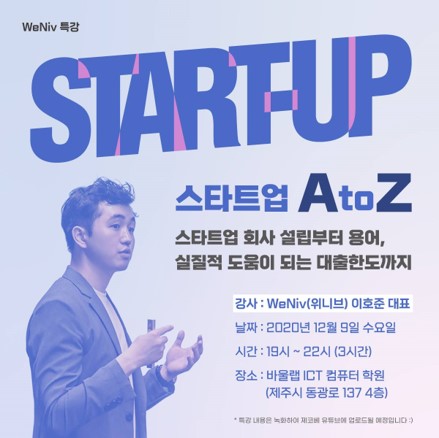 WeNiv 특강
START-UP
스타트업 A to Z
스타트업 회사 설립부터 용어,
실질적 도움이 되는 대출한도까지
강사 : WeNiv(위니브) 이호준 대표
날짜 : 2020년 12월 9일 수요일
시간 : 19시 ~ 22시 (3시간)
장소 : 바울랩 ICT 컴퓨터 학원
(제주시 동광로 137 4층)
* 특강 내용은 녹화하여 제코베 유튜브에 업로드될 예정입니다 :)